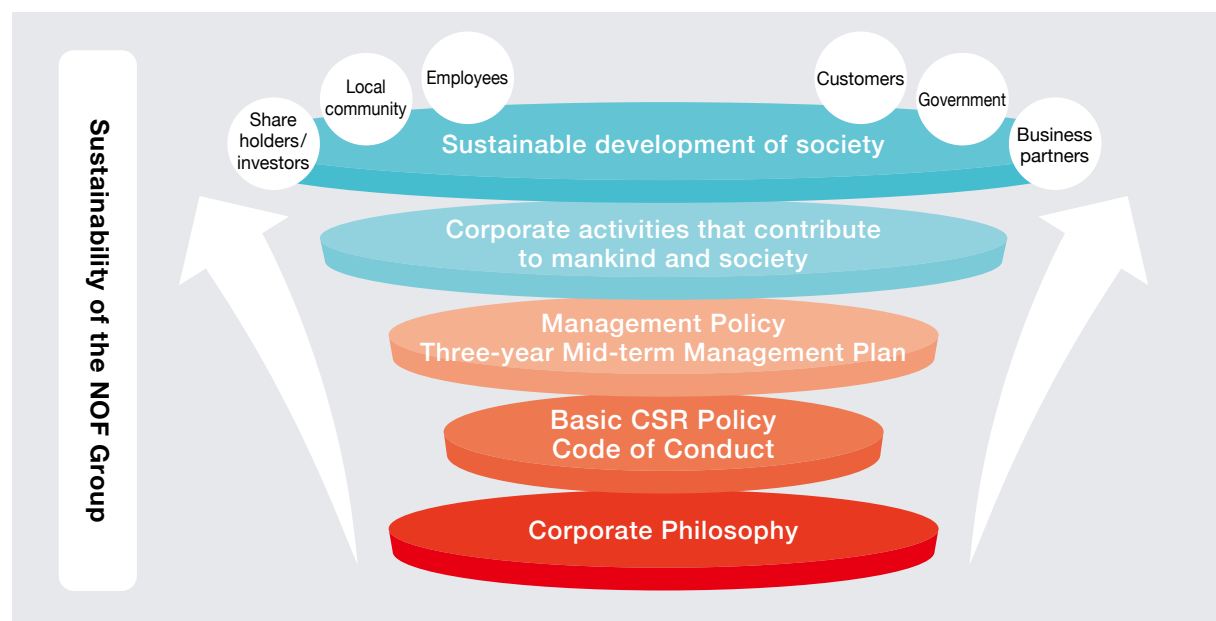 Sustainability of the NOF Group
Share
holders/
investors
Local
community
Employees
Customers
Government
Business
partners
Sustainable development of society
Corporate activities that contribute
to mankind and society
Management Policy
Three-year Mid-term Management Plan
Basic CSR Policy
Code of Conduct
Corporate Philosophy